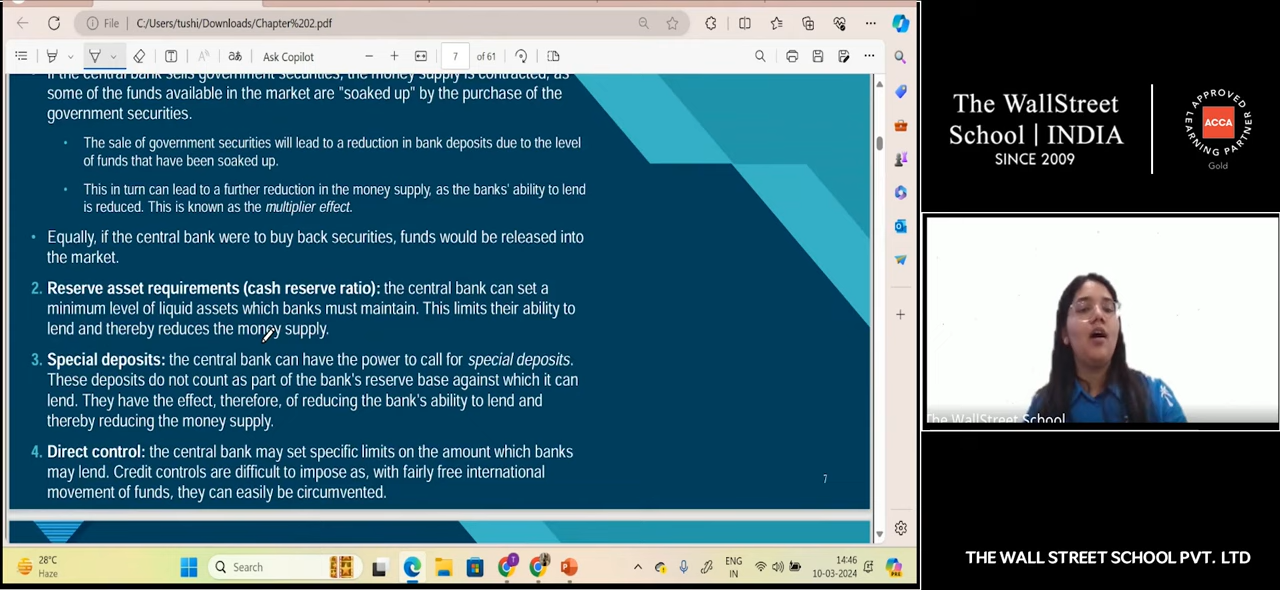 File
C:/Users/tushi/Downloads/Chapter%202.pdf
Ask Copilot
7
of 61
If the central bank sells government securities, the money supply is contracted, as
some of the funds available in the market are "soaked up" by the purchase of the
government securities.
The sale of government securities will lead to a reduction in bank deposits due to the level
of funds that have been soaked up.
This in turn can lead to a further reduction in the money supply, as the banks' ability to lend
is reduced. This is known as the multiplier effect.
Equally, if the central bank were to buy back securities, funds would be released into
the market.
2. Reserve asset requirements (cash reserve ratio): the central bank can set a
minimum level of liquid assets which banks must maintain. This limits their ability to
lend and thereby reduces the money supply.
3. Special deposits: the central bank can have the power to call for special deposits.
These deposits do not count as part of the bank's reserve base against which it can
lend. They have the effect, therefore, of reducing the bank's ability to lend and
thereby reducing the money supply.
4. Direct control: the central bank may set specific limits on the amount which banks
may lend. Credit controls are difficult to impose as, with fairly free international
movement of funds, they can easily be circumvented.
7
28°C
Haze
Search
ENG
IN
14:46
10-03-2024
The WallStreet
School | INDIA
SINCE 2009
APPROVED
ACCA
LEARNING PARTNER
Gold
The WallStreet School
THE WALL STREET SCHOOL PVT. LTD